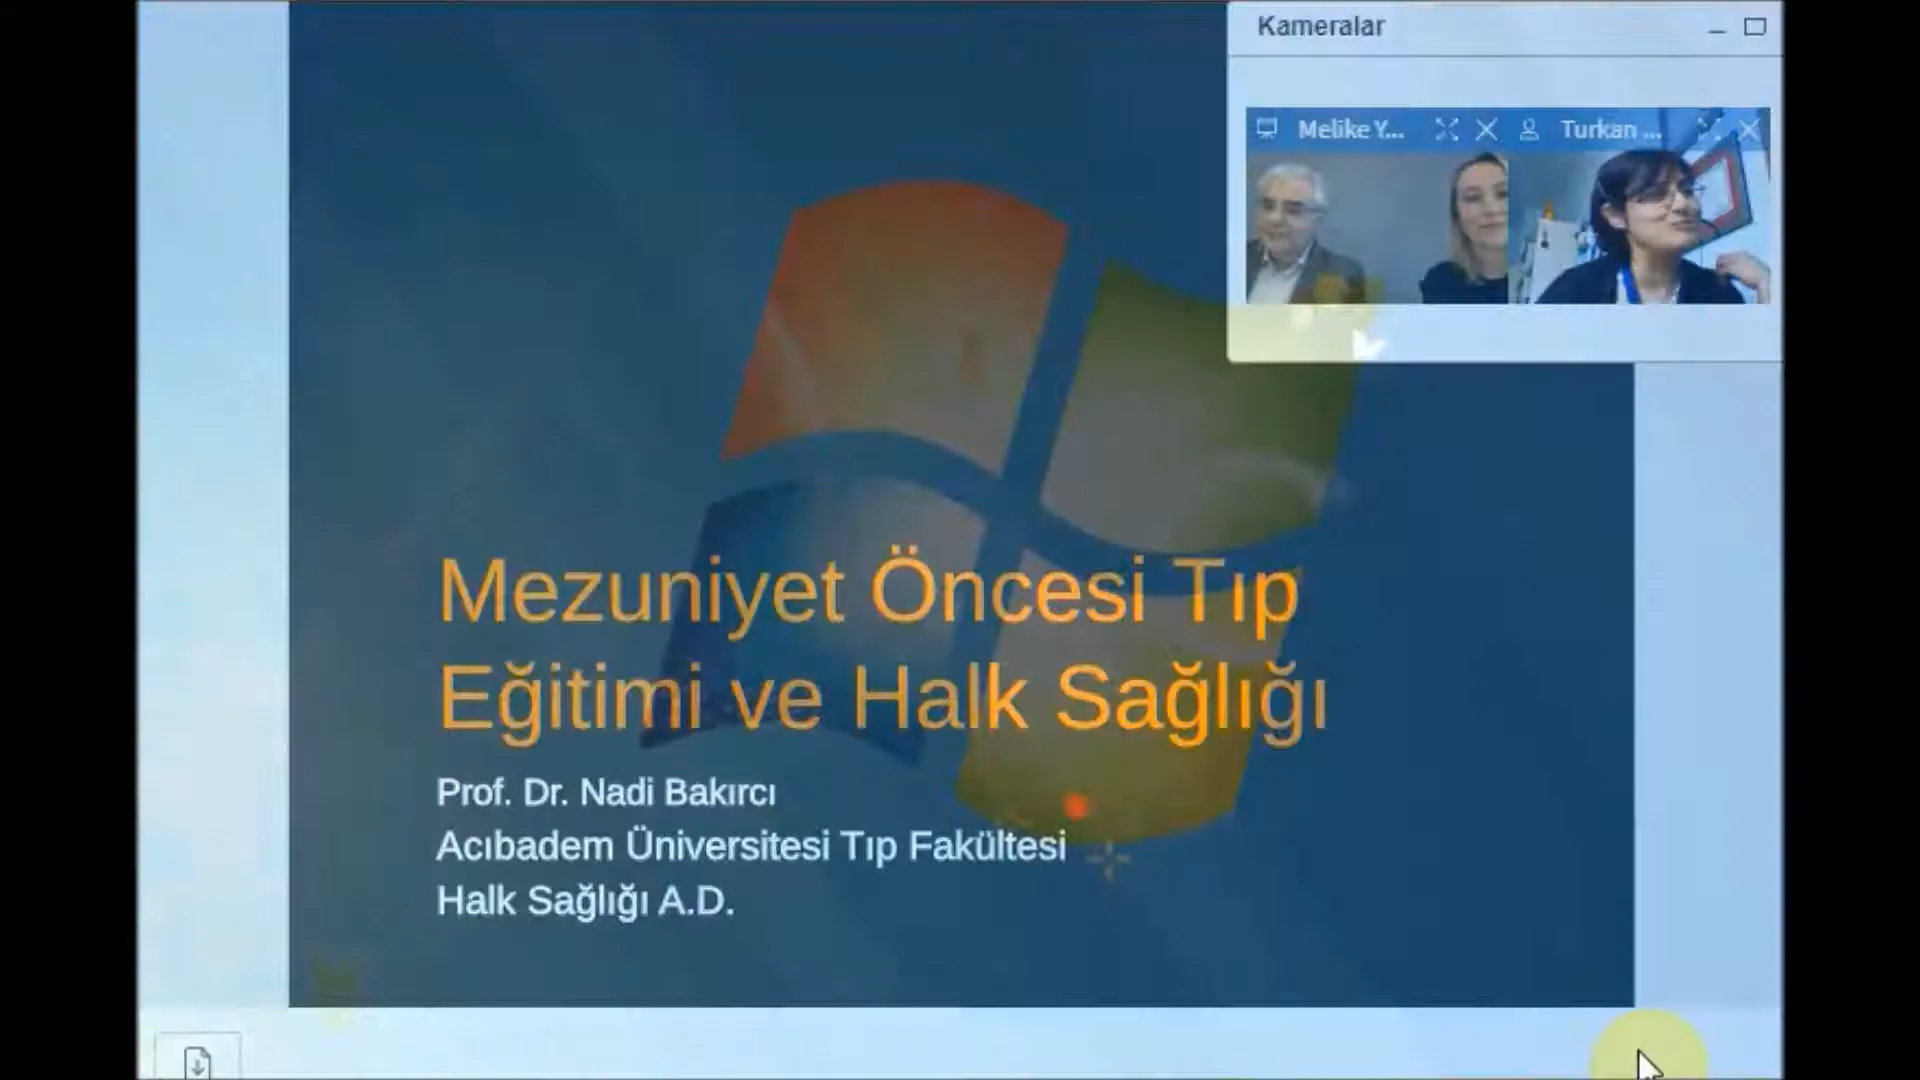 Kameralar
Melike Y...
Turkan ...
Mezuniyet Öncesi Tıp
Eğitimi ve Halk Sağlığı
Prof. Dr. Nadi Bakırcı
Acıbadem Üniversitesi Tıp Fakültesi
Halk Sağlığı A.D.